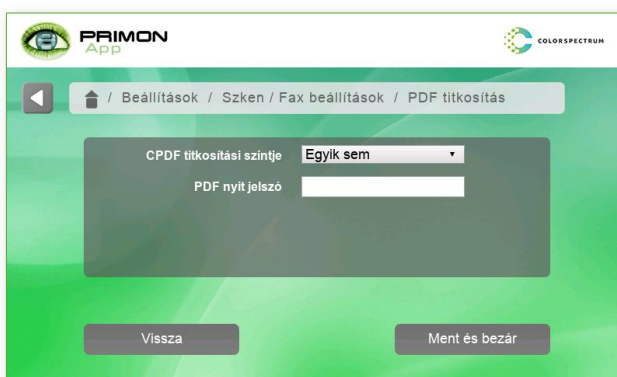 PRIMON
App
COLORSPECTRUM
/ Beállítások / Szken / Fax beállítások / PDF titkosítás
CPDF titkosítási szintje Egyik sem
PDF nyit jelszó
Vissza Ment és bezár